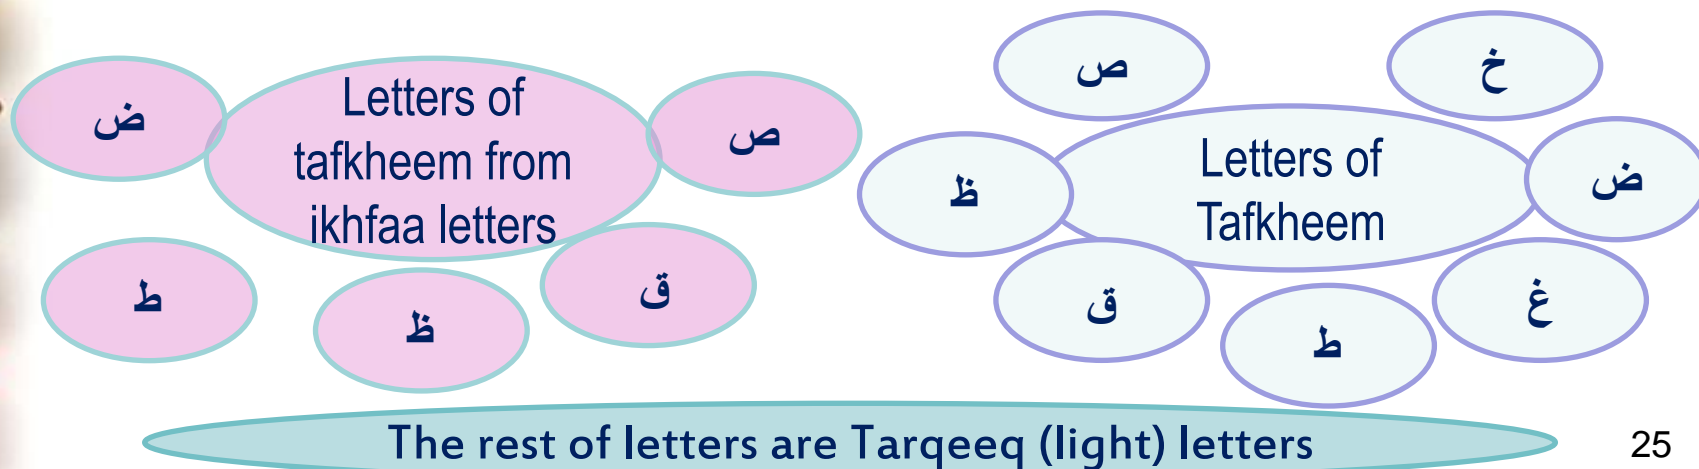 Letters of
tafkheem from
ikhfaa letters
ض
ص
ط
ظ
ق
Letters of
Tafkheem
ص
خ
ظ
ض
ق
غ
ط
The rest of letters are Tarqeeq (light) letters
25